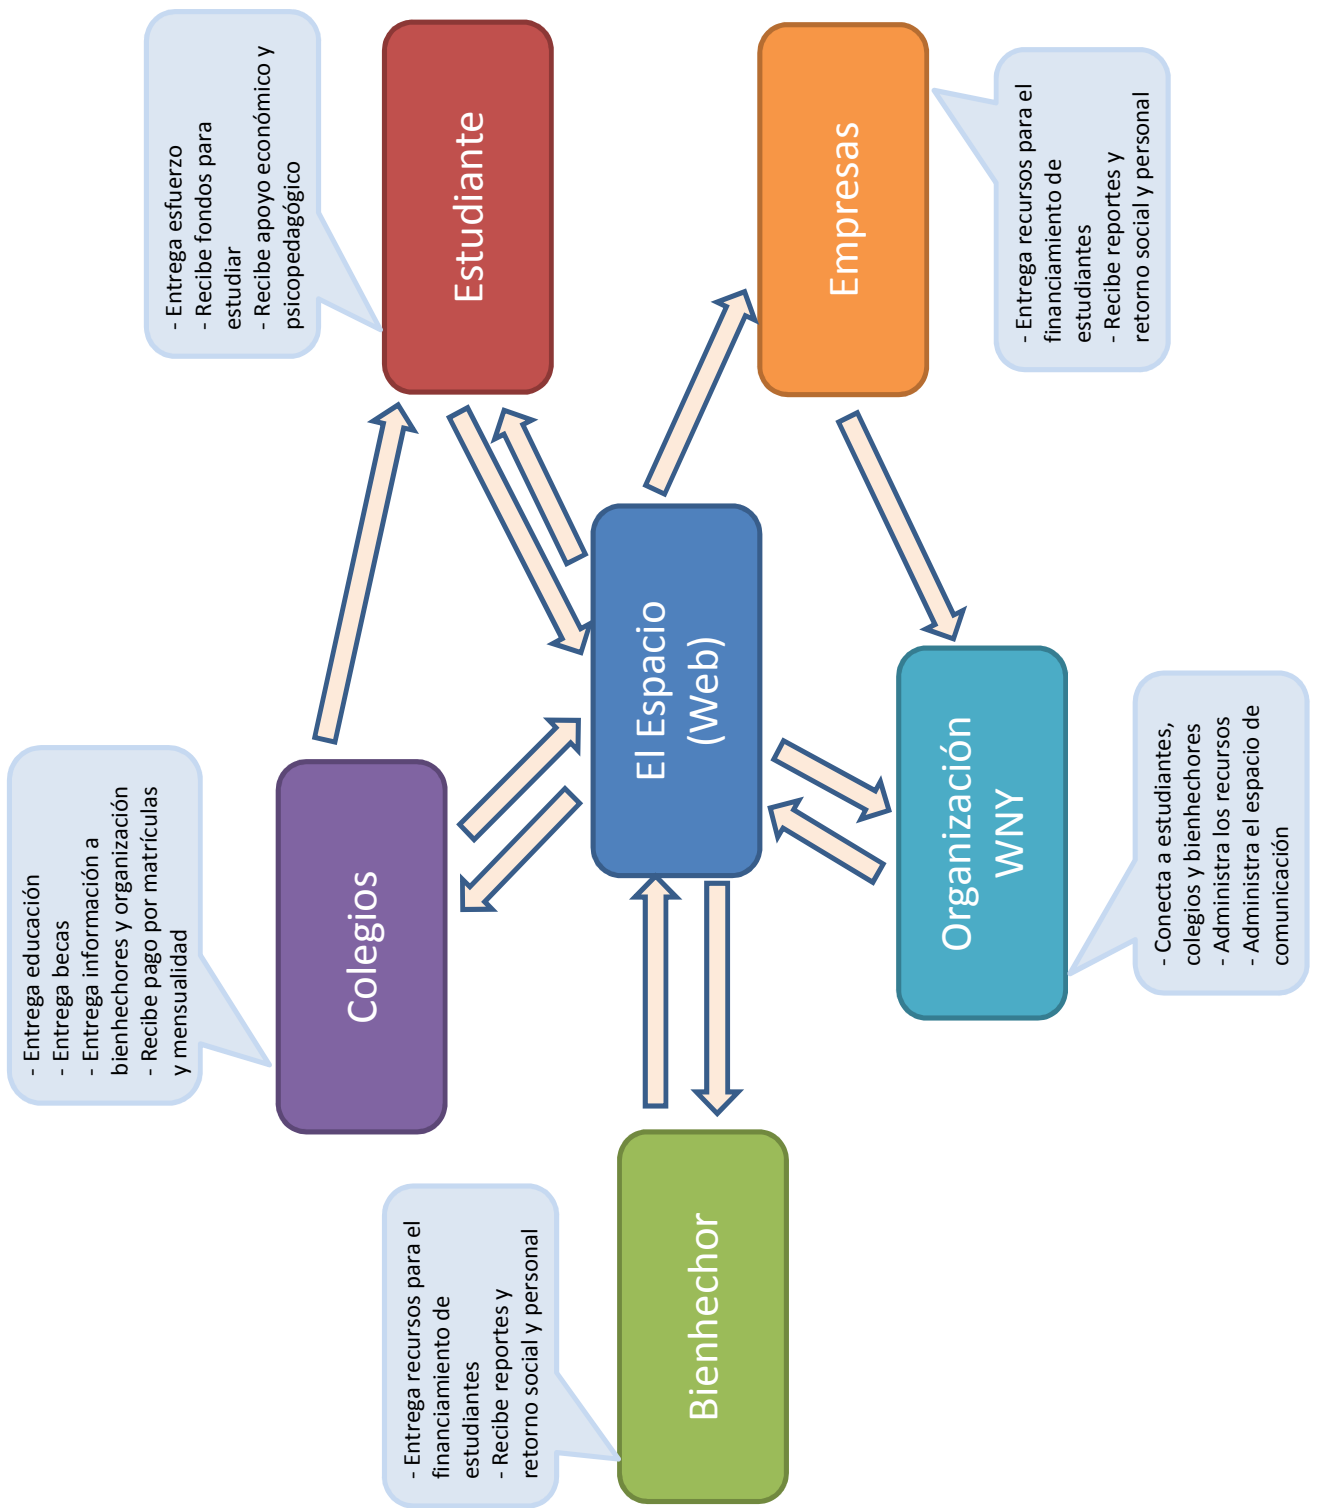 - Entrega educación
- Entrega becas
- Entrega información a
bienhechores y organización
- Recibe pago por matrículas
y mensualidad
- Entrega esfuerzo
- Recibe fondos para
estudiar
- Recibe apoyo económico y
psicopedagógico
Colegios
Estudiante
- Entrega recursos para el
financiamiento de
estudiantes
- Recibe reportes y
retorno social y personal
Bienhechor
El Espacio
(Web)
Empresas
Organización
WNY
- Entrega recursos para el
financiamiento de
estudiantes
- Recibe reportes y
retorno social y personal
- Conecta a estudiantes,
colegios y bienhechores
- Administra los recursos
- Administra el espacio de
comunicación